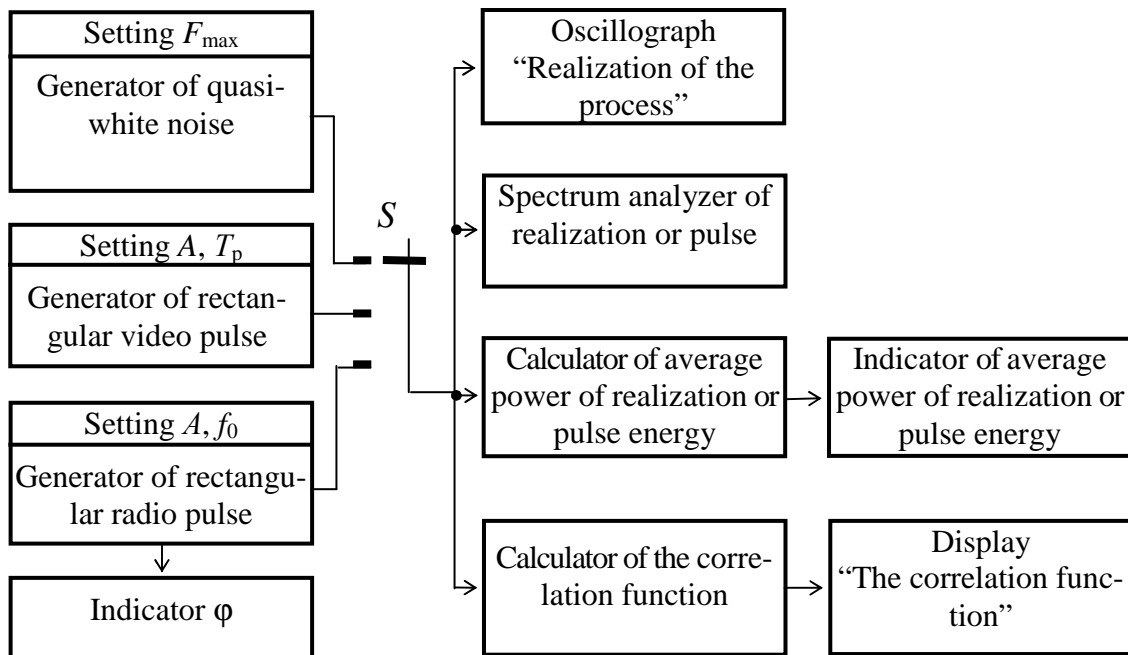 Setting Fmax
Generator of quasi-
white noise
Setting A, Tp
Generator of rectan-
gular video pulse
Setting A, f0
Generator of rectangu-
lar radio pulse
Indicator φ
S
Oscillograph
“Realization of the
process”
Spectrum analyzer of
realization or pulse
Calculator of average
power of realization or
pulse energy
Indicator of average
power of realization or
pulse energy
Calculator of the corre-
lation function
Display
“The correlation func-
tion”